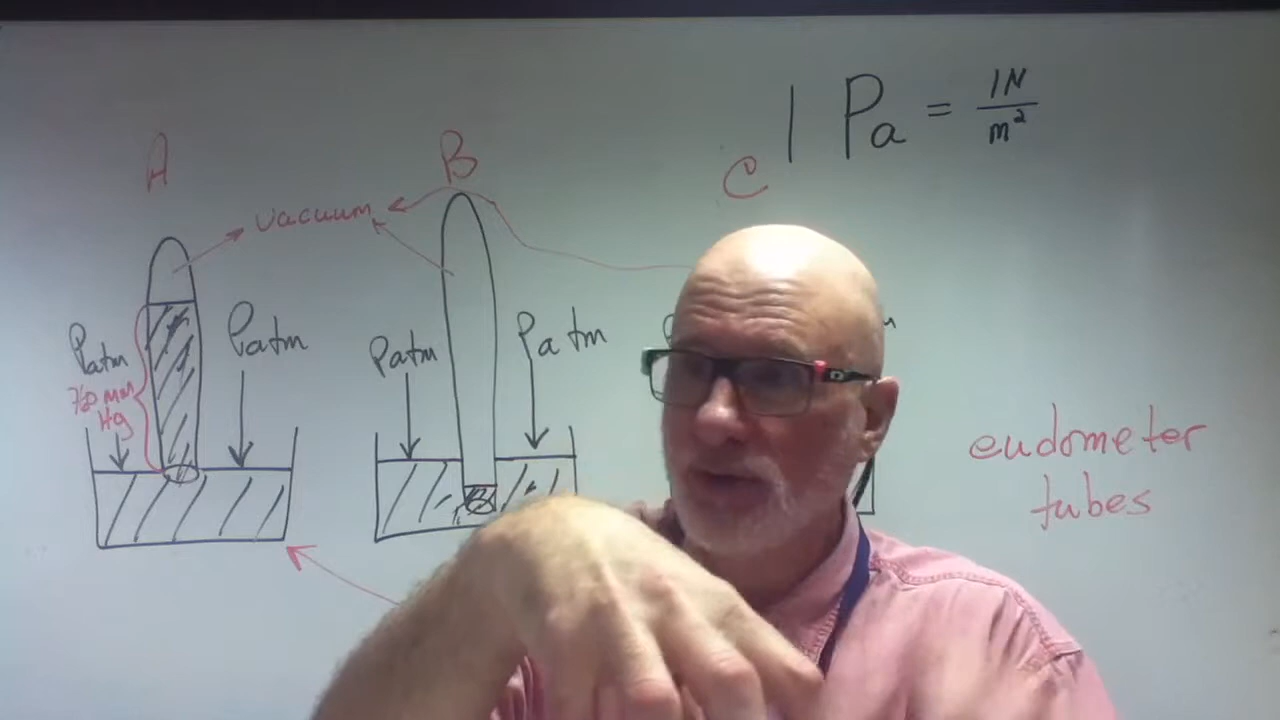 1 Pa = 1N/m²
A
B
C
vacuum
Patm
760 mm
Hg
Patm
Patm
Patm
eudometer
tubes